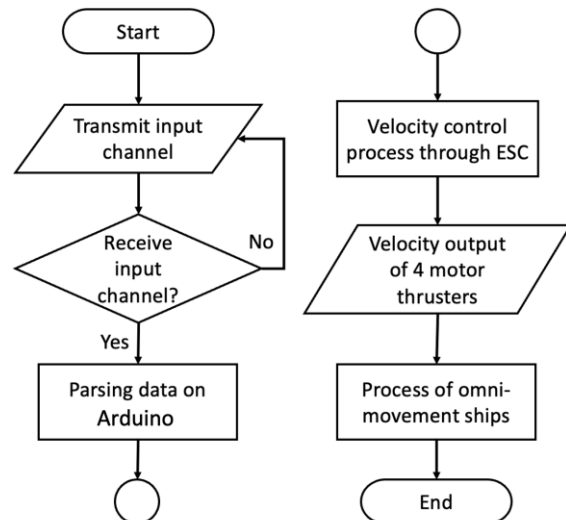 Start
Transmit input
channel
Receive
input
channel?
No
Yes
Parsing data on
Arduino
Velocity control
process through ESC
Velocity output
of 4 motor
thrusters
Process of omni-
movement ships
End